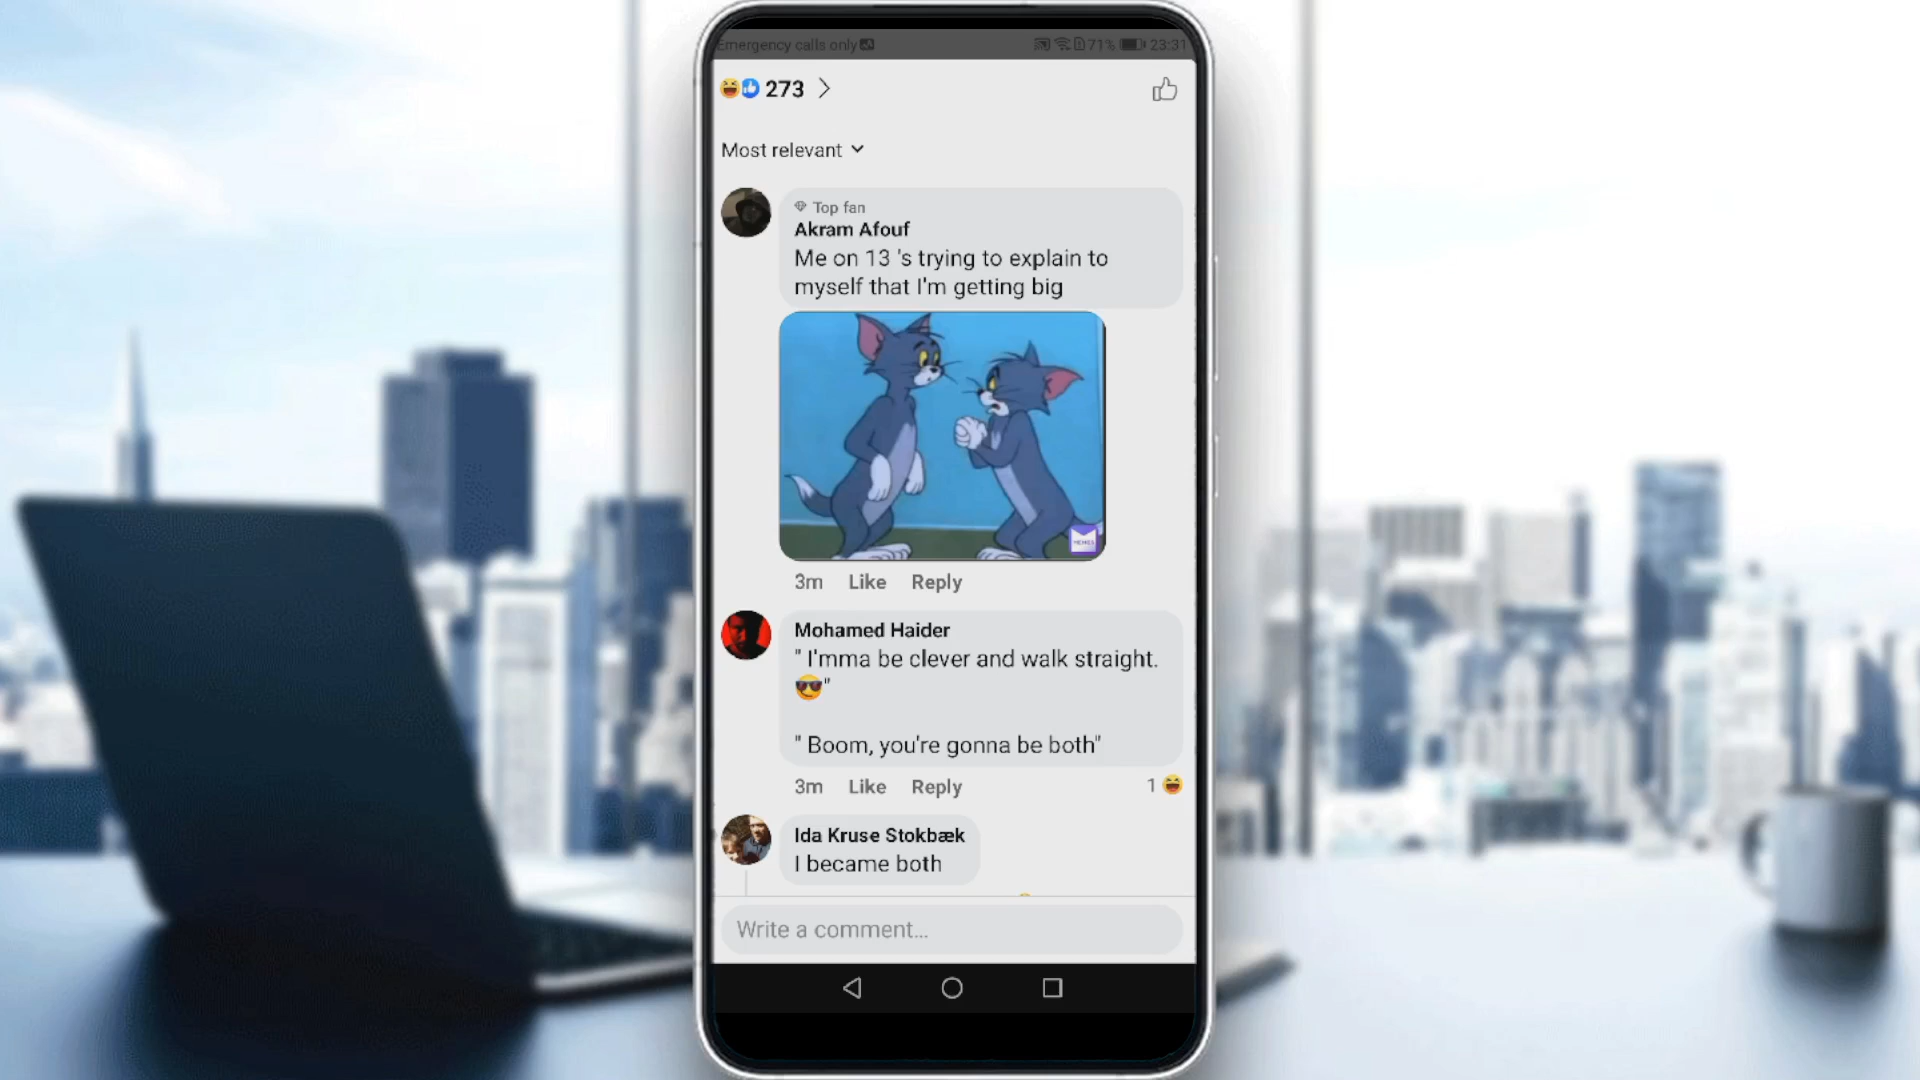 Emergency calls only
71% 23:31
273
Most relevant
Top fan
Akram Afouf
Me on 13 's trying to explain to
myself that I'm getting big
MEMES
3m Like Reply
Mohamed Haider
" I'mma be clever and walk straight.
😎"
" Boom, you're gonna be both"
3m Like Reply 1
Ida Kruse Stokbæk
I became both
Write a comment...